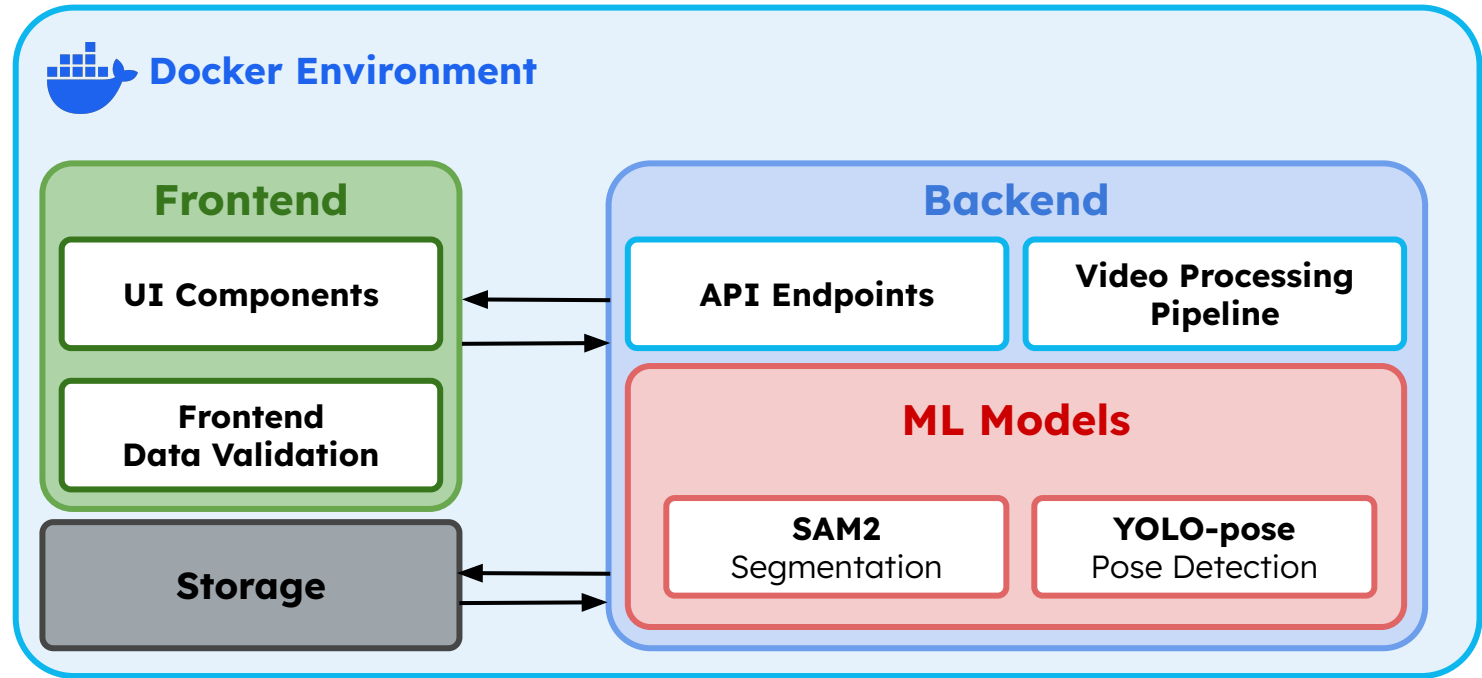 Docker Environment
Frontend
UI Components
Frontend
Data Validation
Storage
Backend
API Endpoints
Video Processing
Pipeline
ML Models
SAM2
Segmentation
YOLO-pose
Pose Detection